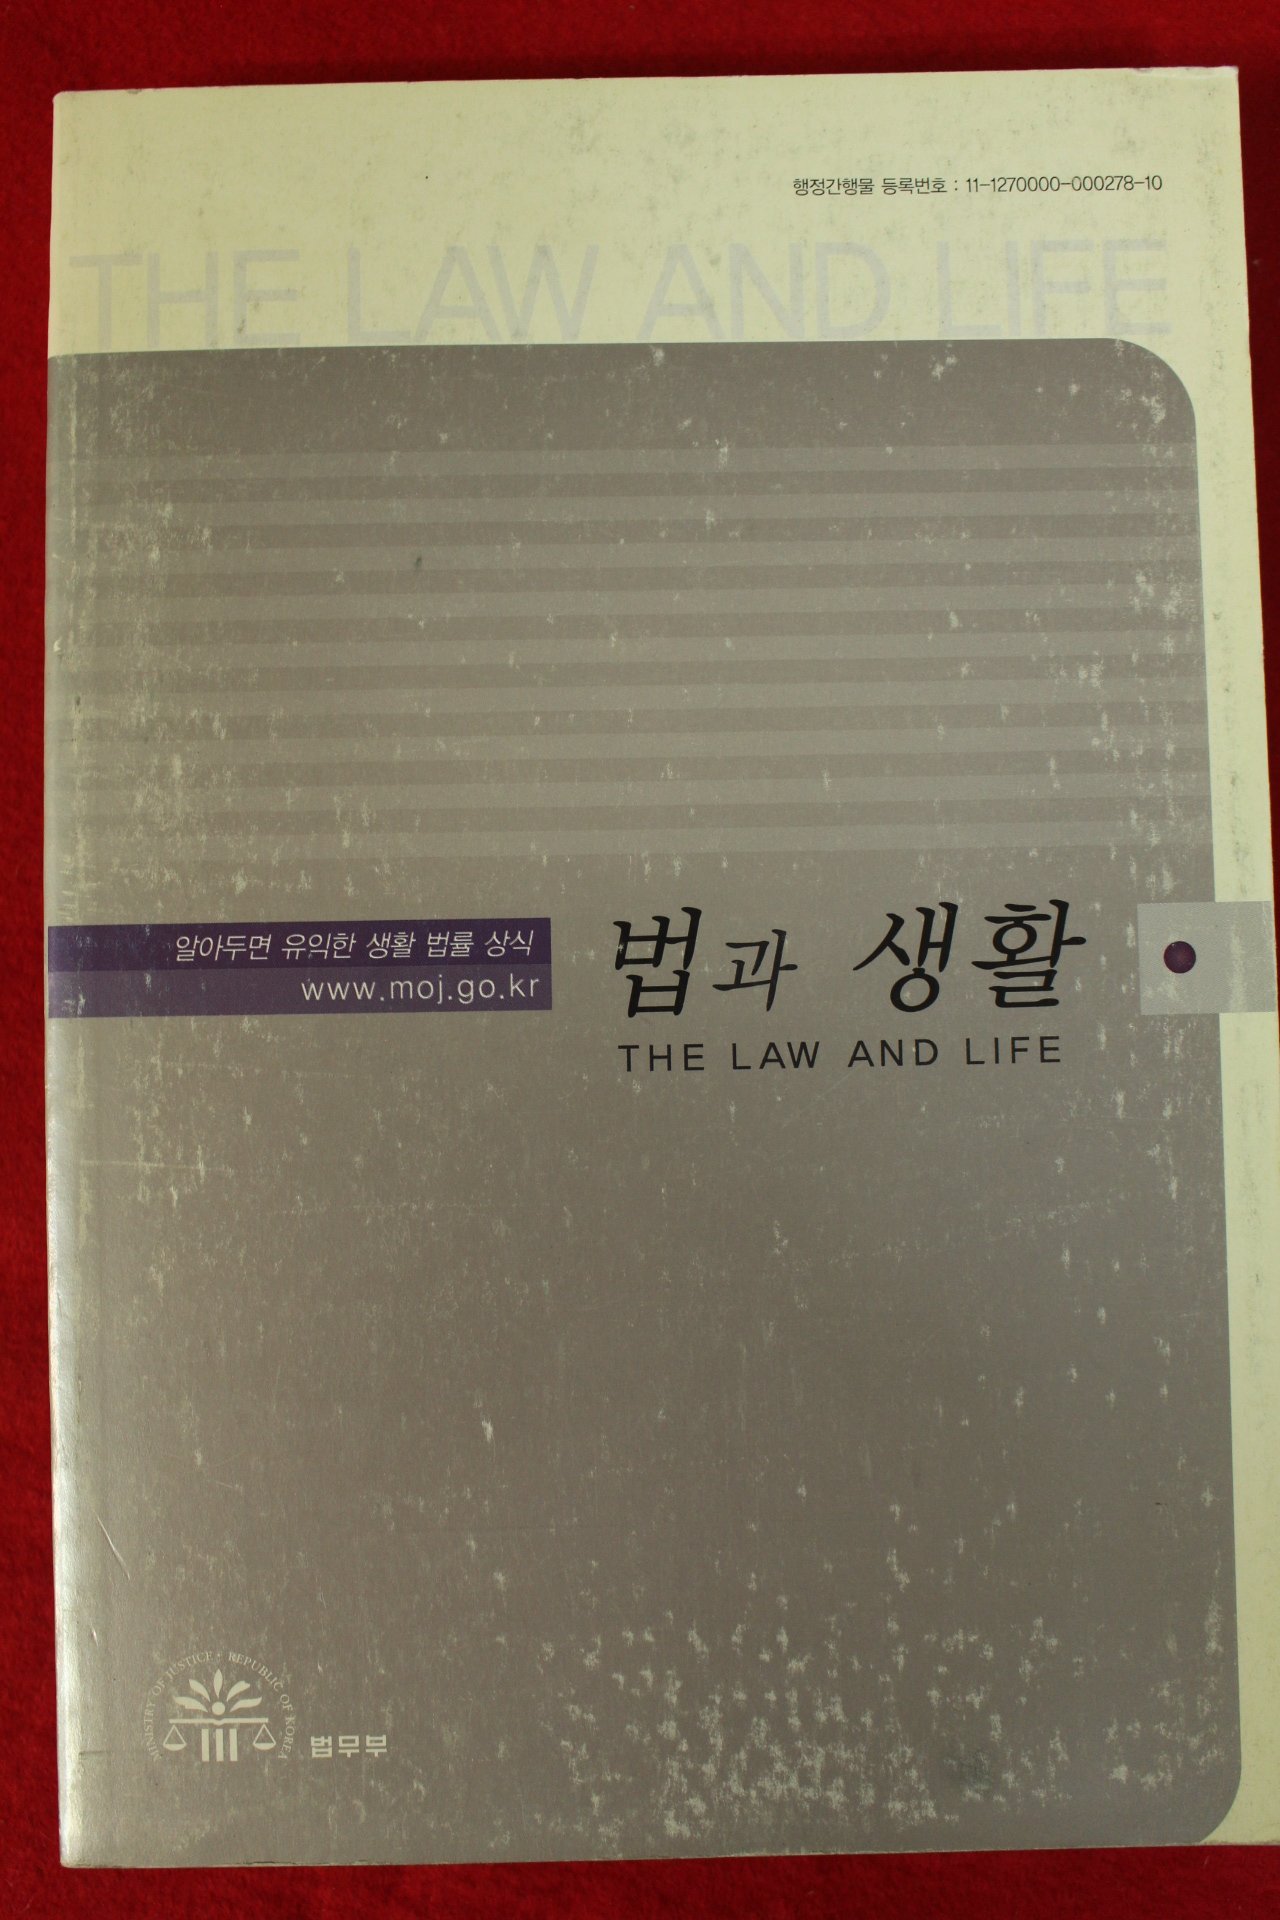 행정간행물 등록번호 : 11-1270000-000278-10
THE LAW AND LIFE
알아두면 유익한 생활 법률 상식
www.moj.go.kr
법과 생활
THE LAW AND LIFE
MINISTRY OF JUSTICE · REPUBLIC OF KOREA
법무부